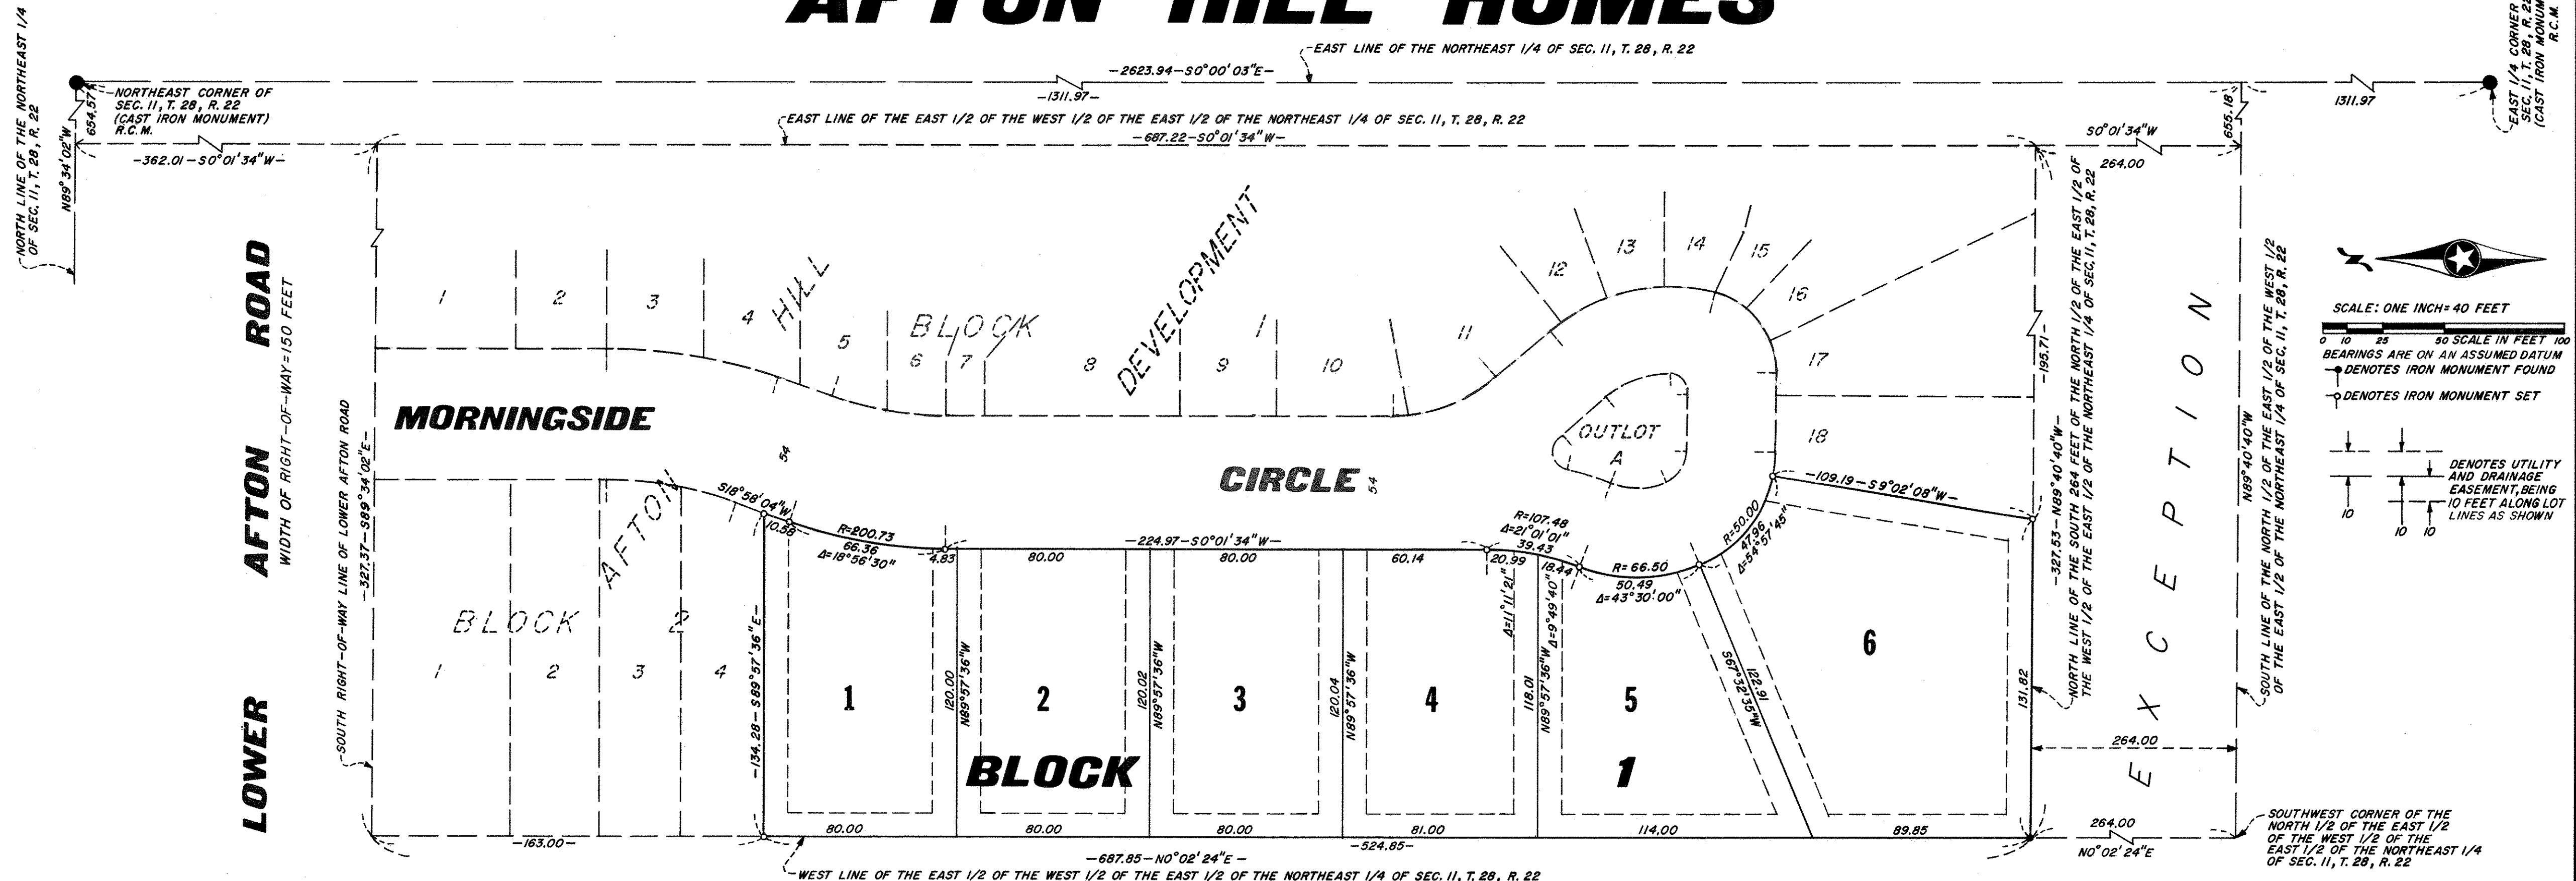 AFTON HILL HOMES
NORTH LINE OF THE NORTHEAST 1/4
OF SEC. 11, T. 28, R. 22
N89°34'02"W
654.57
NORTHEAST CORNER OF
SEC. 11, T. 28, R. 22
(CAST IRON MONUMENT)
R.C.M.
-362.01-S0°01'34"W-
EAST LINE OF THE NORTHEAST 1/4 OF SEC. 11, T. 28, R. 22
-2623.94-S0°00'03"E-
-1311.97-
1311.97
EAST LINE OF THE EAST 1/2 OF THE WEST 1/2 OF THE EAST 1/2 OF THE NORTHEAST 1/4 OF SEC. 11, T. 28, R. 22
-687.22-S0°01'34"W-
S0°01'34"W
264.00
655.18
EAST 1/4 CORNER
SEC. 11, T. 28, R. 22
(CAST IRON MONUM
R.C.M.
LOWER AFTON ROAD
WIDTH OF RIGHT-OF-WAY=150 FEET
SOUTH RIGHT-OF-WAY LINE OF LOWER AFTON ROAD
-327.37-S89°34'02"E-
AFTON HILL DEVELOPMENT
BLOCK 1
1
2
3
4
5
6
7
8
9
10
11
12
13
14
15
16
17
18
OUTLOT
A
MORNINGSIDE CIRCLE
54
54
BLOCK 2
1
2
3
4
S18°58'04"W
10.58
R=200.73
66.36
Δ=18°56'30"
4.83
-224.97-S0°01'34"W-
80.00
80.00
60.14
R=107.48
Δ=21°01'01"
39.43
20.99
18.44
Δ=11°11'21"
Δ=9°49'40"
R=66.50
50.49
Δ=43°30'00"
R=50.00
47.96
Δ=54°57'45"
-109.19-S9°02'08"W-
-134.28-S89°57'36"E-
120.00
N89°57'36"W
120.02
N89°57'36"W
120.04
N89°57'36"W
118.01
N89°57'36"W
122.91
S67°32'35"W
131.82
1
2
3
4
5
6
BLOCK 1
80.00
80.00
80.00
81.00
114.00
89.85
-163.00-
-524.85-
-687.85-N0°02'24"E-
WEST LINE OF THE EAST 1/2 OF THE WEST 1/2 OF THE EAST 1/2 OF THE NORTHEAST 1/4 OF SEC. 11, T. 28, R. 22
-195.71-
-327.53-N89°40'40"W-
NORTH LINE OF THE SOUTH 264 FEET OF THE NORTH 1/2 OF THE EAST 1/2 OF
THE WEST 1/2 OF THE EAST 1/2 OF THE NORTHEAST 1/4 OF SEC. 11, T. 28, R. 22
EXCEPTION
264.00
264.00
N0°02'24"E
N89°40'40"W
SOUTH LINE OF THE NORTH 1/2 OF THE EAST 1/2 OF THE WEST 1/2
OF THE EAST 1/2 OF THE NORTHEAST 1/4 OF SEC. 11, T. 28, R. 22
SOUTHWEST CORNER OF THE
NORTH 1/2 OF THE EAST 1/2
OF THE WEST 1/2 OF THE
EAST 1/2 OF THE NORTHEAST 1/4
OF SEC. 11, T. 28, R. 22
N
SCALE: ONE INCH=40 FEET
0 10 25 50 SCALE IN FEET 100
BEARINGS ARE ON AN ASSUMED DATUM
DENOTES IRON MONUMENT FOUND
DENOTES IRON MONUMENT SET
DENOTES UTILITY
AND DRAINAGE
EASEMENT, BEING
10 FEET ALONG LOT
LINES AS SHOWN
10
10 10